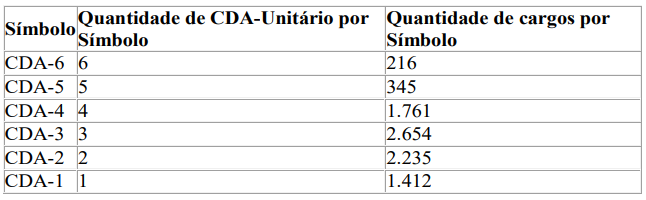 Símbolo Quantidade de CDA-Unitário por Símbolo Quantidade de cargos por Símbolo
CDA-6 6 216
CDA-5 5 345
CDA-4 4 1.761
CDA-3 3 2.654
CDA-2 2 2.235
CDA-1 1 1.412